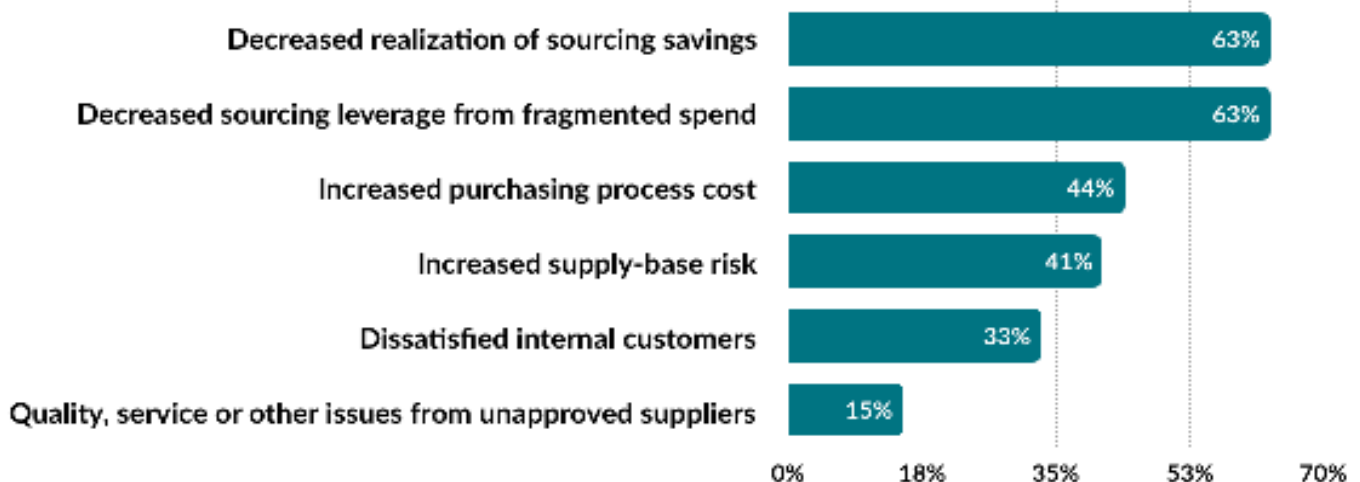 Decreased realization of sourcing savings 63%
Decreased sourcing leverage from fragmented spend 63%
Increased purchasing process cost 44%
Increased supply-base risk 41%
Dissatisfied internal customers 33%
Quality, service or other issues from unapproved suppliers 15%
0% 18% 35% 53% 70%